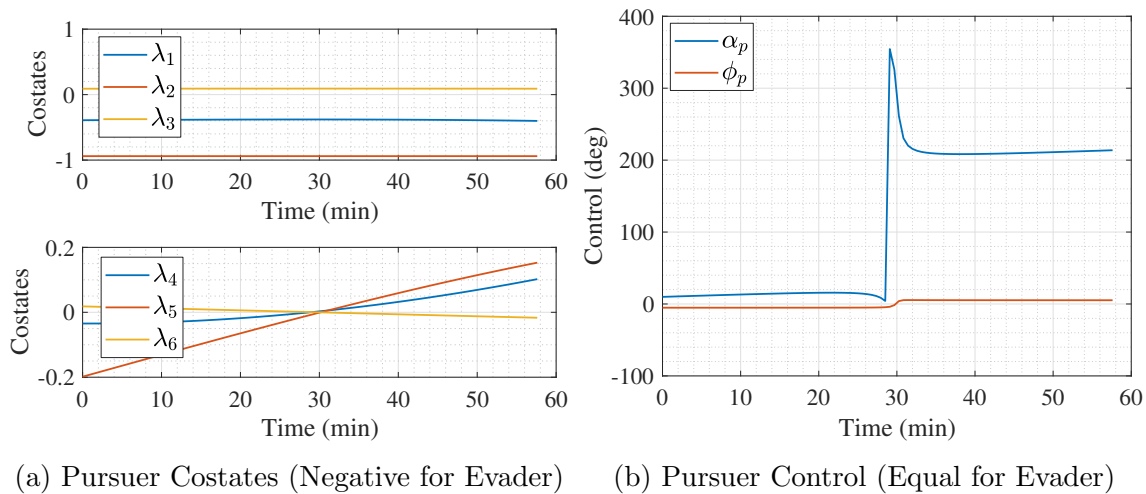 1
0
-1
Costates
λ1
λ2
λ3
0 10 20 30 40 50 60
Time (min)
0.2
0
-0.2
Costates
λ4
λ5
λ6
0 10 20 30 40 50 60
Time (min)
(a) Pursuer Costates (Negative for Evader)
400
300
200
100
0
-100
Control (deg)
αp
ϕp
0 10 20 30 40 50 60
Time (min)
(b) Pursuer Control (Equal for Evader)